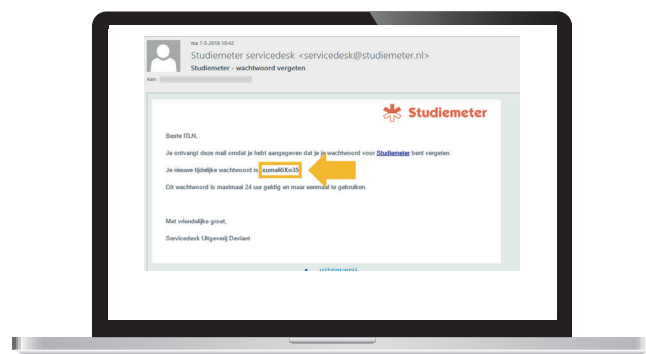 ma 7-5-2018 10:42
Studiemeter servicedesk <servicedesk@studiemeter.nl>
Studiemeter - wachtwoord vergeten
Aan
Studiemeter
Beste ITLN,
Je ontvangt deze mail omdat je hebt aangegeven dat je je wachtwoord voor Studiemeter bent vergeten.
Je nieuwe tijdelijke wachtwoord is: xumaRiXo35
Dit wachtwoord is maximaal 24 uur geldig en maar eenmaal te gebruiken.
Met vriendelijke groet,
Servicedesk Uitgeverij Deviant
uitgeverij